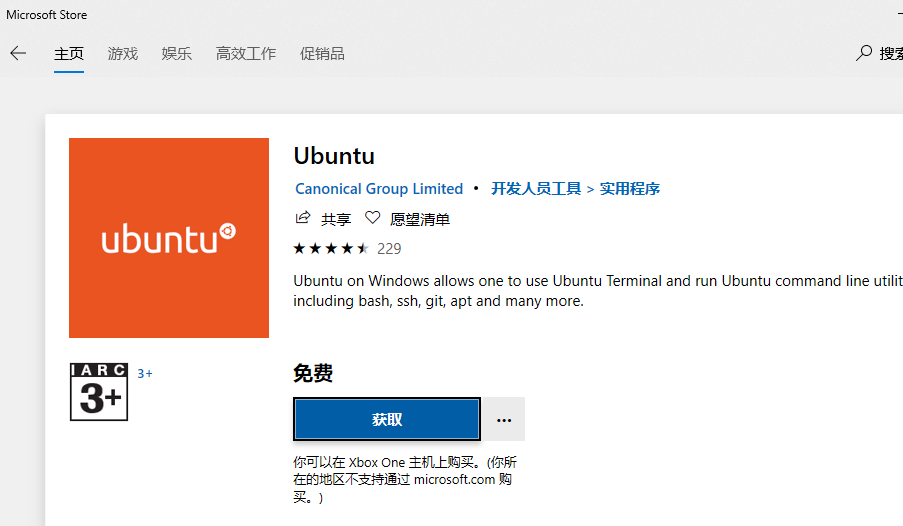 Microsoft Store
主页 游戏 娱乐 高效工作 促销品
搜索
ubuntu
Ubuntu
Canonical Group Limited • 开发人员工具 > 实用程序
共享 愿望清单
229
Ubuntu on Windows allows one to use Ubuntu Terminal and run Ubuntu command line utilit
including bash, ssh, git, apt and many more.
IARC
3+
3+
免费
获取
...
你可以在 Xbox One 主机上购买。(你所
在的地区不支持通过 microsoft.com 购
买。)